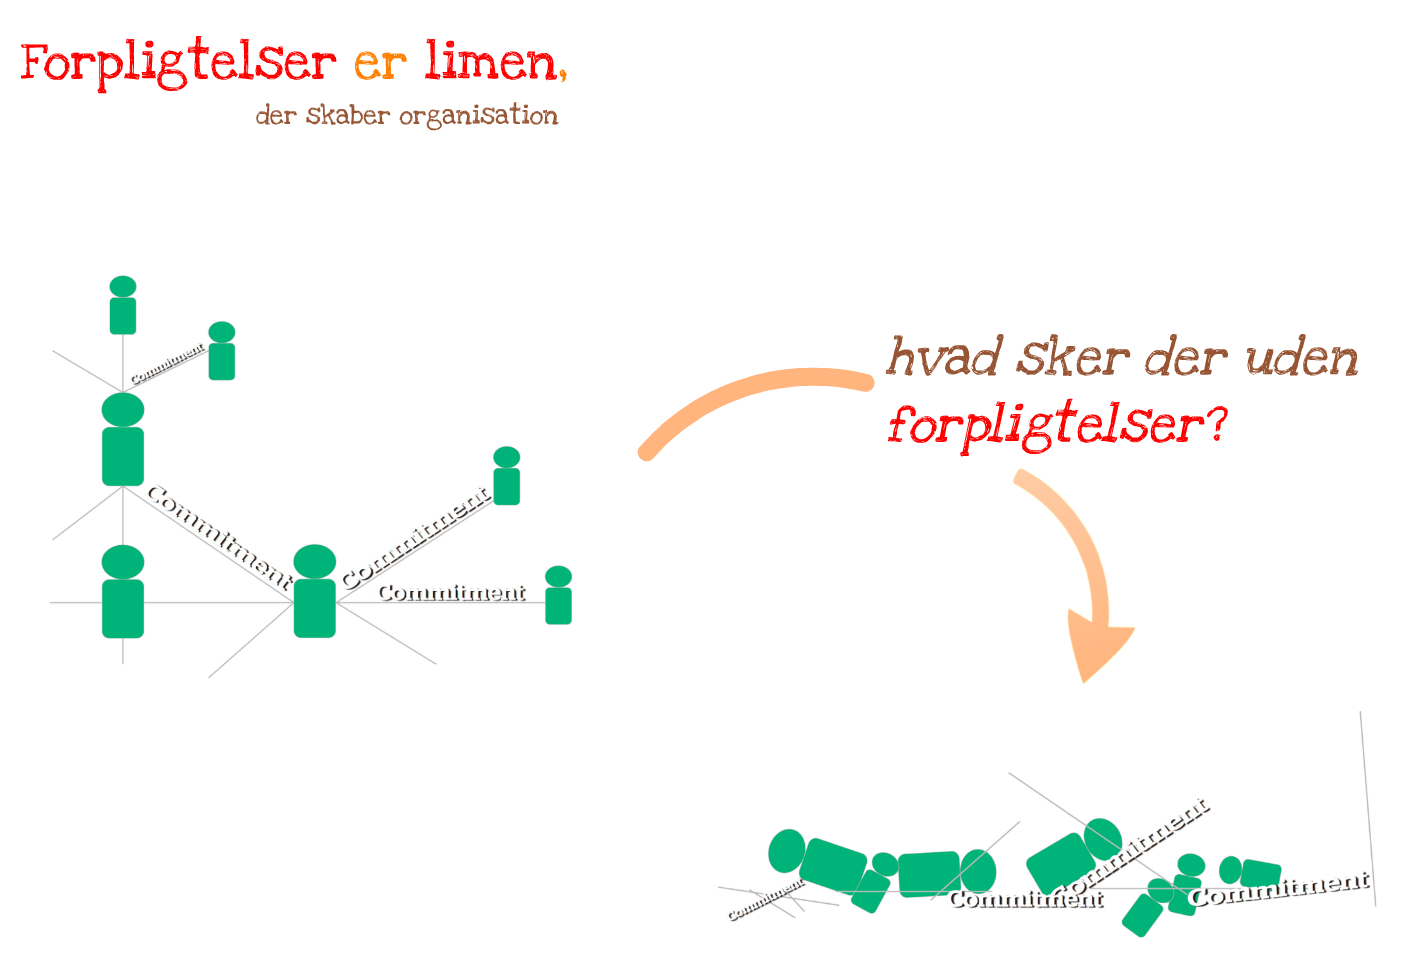 Forpligtelser er limen,
der skaber organisation
Commitment
Commitment
Commitment
Commitment
hvad sker der uden
forpligtelser?
Commitment
Commitment
Commitment
Commitment